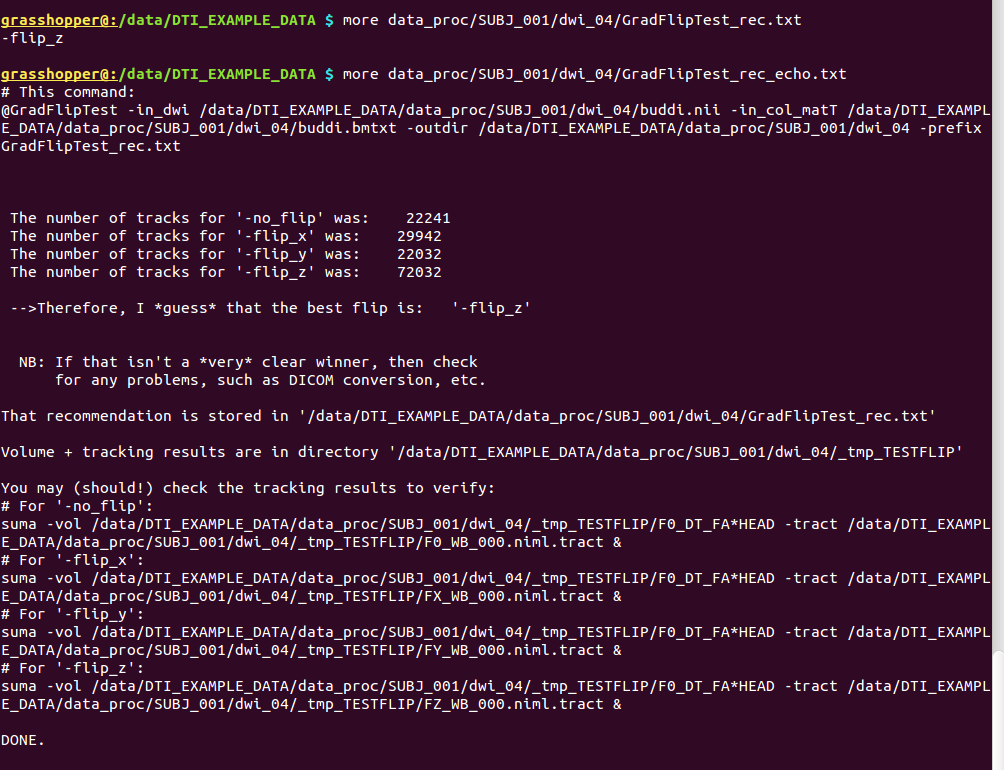 grasshopper@:/data/DTI_EXAMPLE_DATA $ more data_proc/SUBJ_001/dwi_04/GradFlipTest_rec.txt
-flip_z
grasshopper@:/data/DTI_EXAMPLE_DATA $ more data_proc/SUBJ_001/dwi_04/GradFlipTest_rec_echo.txt
# This command:
@GradFlipTest -in_dwi /data/DTI_EXAMPLE_DATA/data_proc/SUBJ_001/dwi_04/buddi.nii -in_col_matT /data/DTI_EXAMPL
E_DATA/data_proc/SUBJ_001/dwi_04/buddi.bmtxt -outdir /data/DTI_EXAMPLE_DATA/data_proc/SUBJ_001/dwi_04 -prefix
GradFlipTest_rec.txt
The number of tracks for '-no_flip' was:    22241
The number of tracks for '-flip_x' was:    29942
The number of tracks for '-flip_y' was:    22032
The number of tracks for '-flip_z' was:    72032
-->Therefore, I *guess* that the best flip is:   '-flip_z'
NB: If that isn't a *very* clear winner, then check
for any problems, such as DICOM conversion, etc.
That recommendation is stored in '/data/DTI_EXAMPLE_DATA/data_proc/SUBJ_001/dwi_04/GradFlipTest_rec.txt'
Volume + tracking results are in directory '/data/DTI_EXAMPLE_DATA/data_proc/SUBJ_001/dwi_04/_tmp_TESTFLIP'
You may (should!) check the tracking results to verify:
# For '-no_flip':
suma -vol /data/DTI_EXAMPLE_DATA/data_proc/SUBJ_001/dwi_04/_tmp_TESTFLIP/F0_DT_FA*HEAD -tract /data/DTI_EXAMPL
E_DATA/data_proc/SUBJ_001/dwi_04/_tmp_TESTFLIP/F0_WB_000.niml.tract &
# For '-flip_x':
suma -vol /data/DTI_EXAMPLE_DATA/data_proc/SUBJ_001/dwi_04/_tmp_TESTFLIP/F0_DT_FA*HEAD -tract /data/DTI_EXAMPL
E_DATA/data_proc/SUBJ_001/dwi_04/_tmp_TESTFLIP/FX_WB_000.niml.tract &
# For '-flip_y':
suma -vol /data/DTI_EXAMPLE_DATA/data_proc/SUBJ_001/dwi_04/_tmp_TESTFLIP/F0_DT_FA*HEAD -tract /data/DTI_EXAMPL
E_DATA/data_proc/SUBJ_001/dwi_04/_tmp_TESTFLIP/FY_WB_000.niml.tract &
# For '-flip_z':
suma -vol /data/DTI_EXAMPLE_DATA/data_proc/SUBJ_001/dwi_04/_tmp_TESTFLIP/F0_DT_FA*HEAD -tract /data/DTI_EXAMPL
E_DATA/data_proc/SUBJ_001/dwi_04/_tmp_TESTFLIP/FZ_WB_000.niml.tract &
DONE.